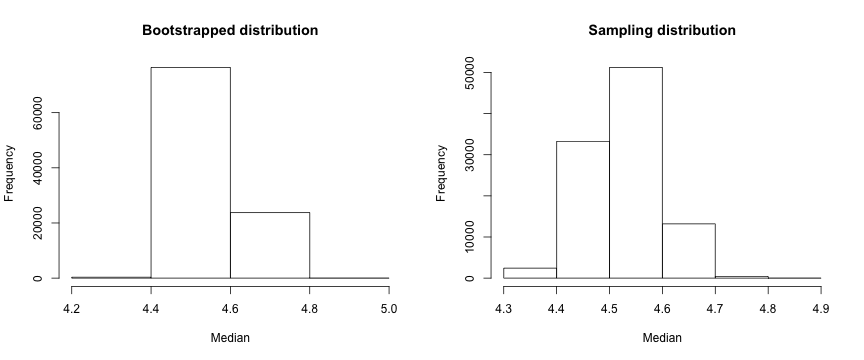 Bootstrapped distribution
Frequency
0
20000
40000
60000
4.2 4.4 4.6 4.8 5.0
Median
Sampling distribution
Frequency
0
10000
30000
50000
4.3 4.4 4.5 4.6 4.7 4.8 4.9
Median